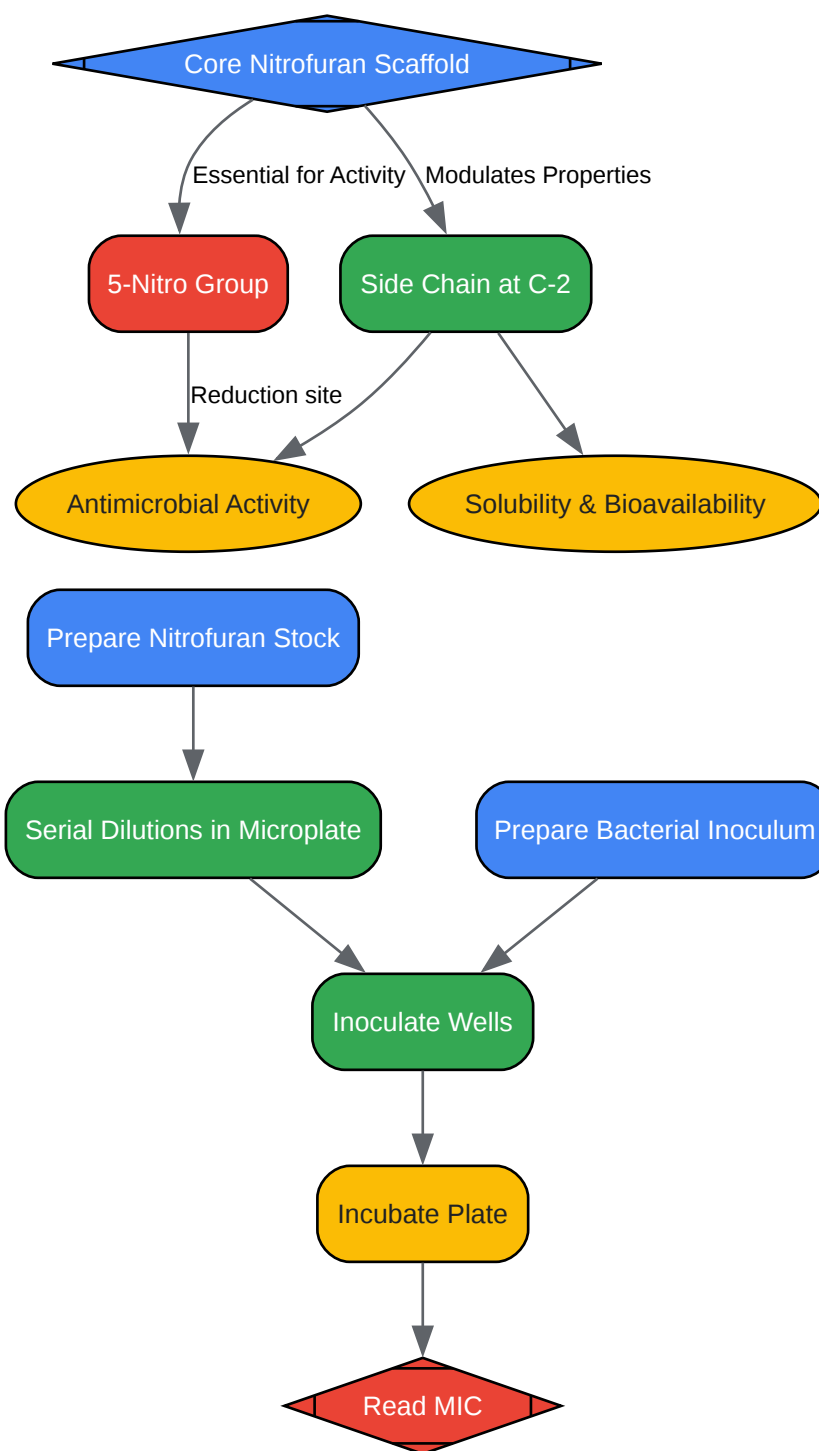 Core Nitrofuran Scaffold
Essential for Activity
Modulates Properties
5-Nitro Group
Side Chain at C-2
Reduction site
Antimicrobial Activity
Solubility & Bioavailability
Prepare Nitrofuran Stock
Serial Dilutions in Microplate
Prepare Bacterial Inoculum
Inoculate Wells
Incubate Plate
Read MIC